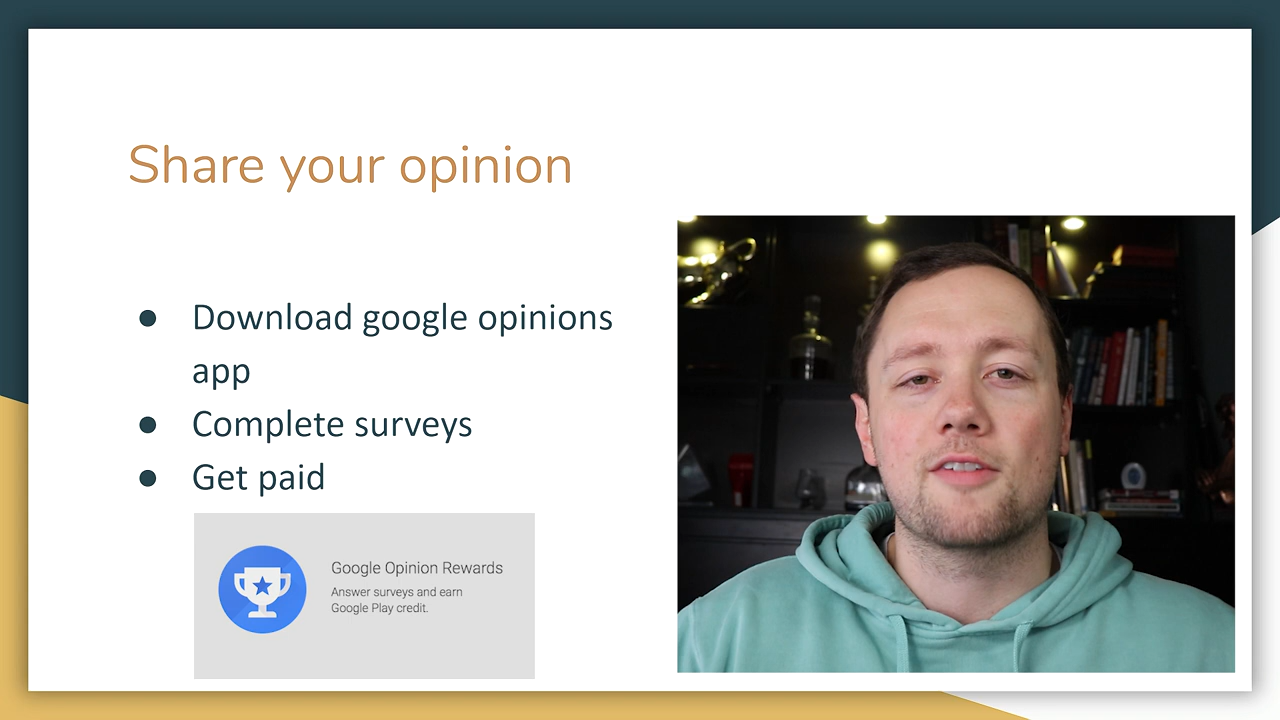 Share your opinion
● Download google opinions
app
● Complete surveys
● Get paid
Google Opinion Rewards
Answer surveys and earn
Google Play credit.